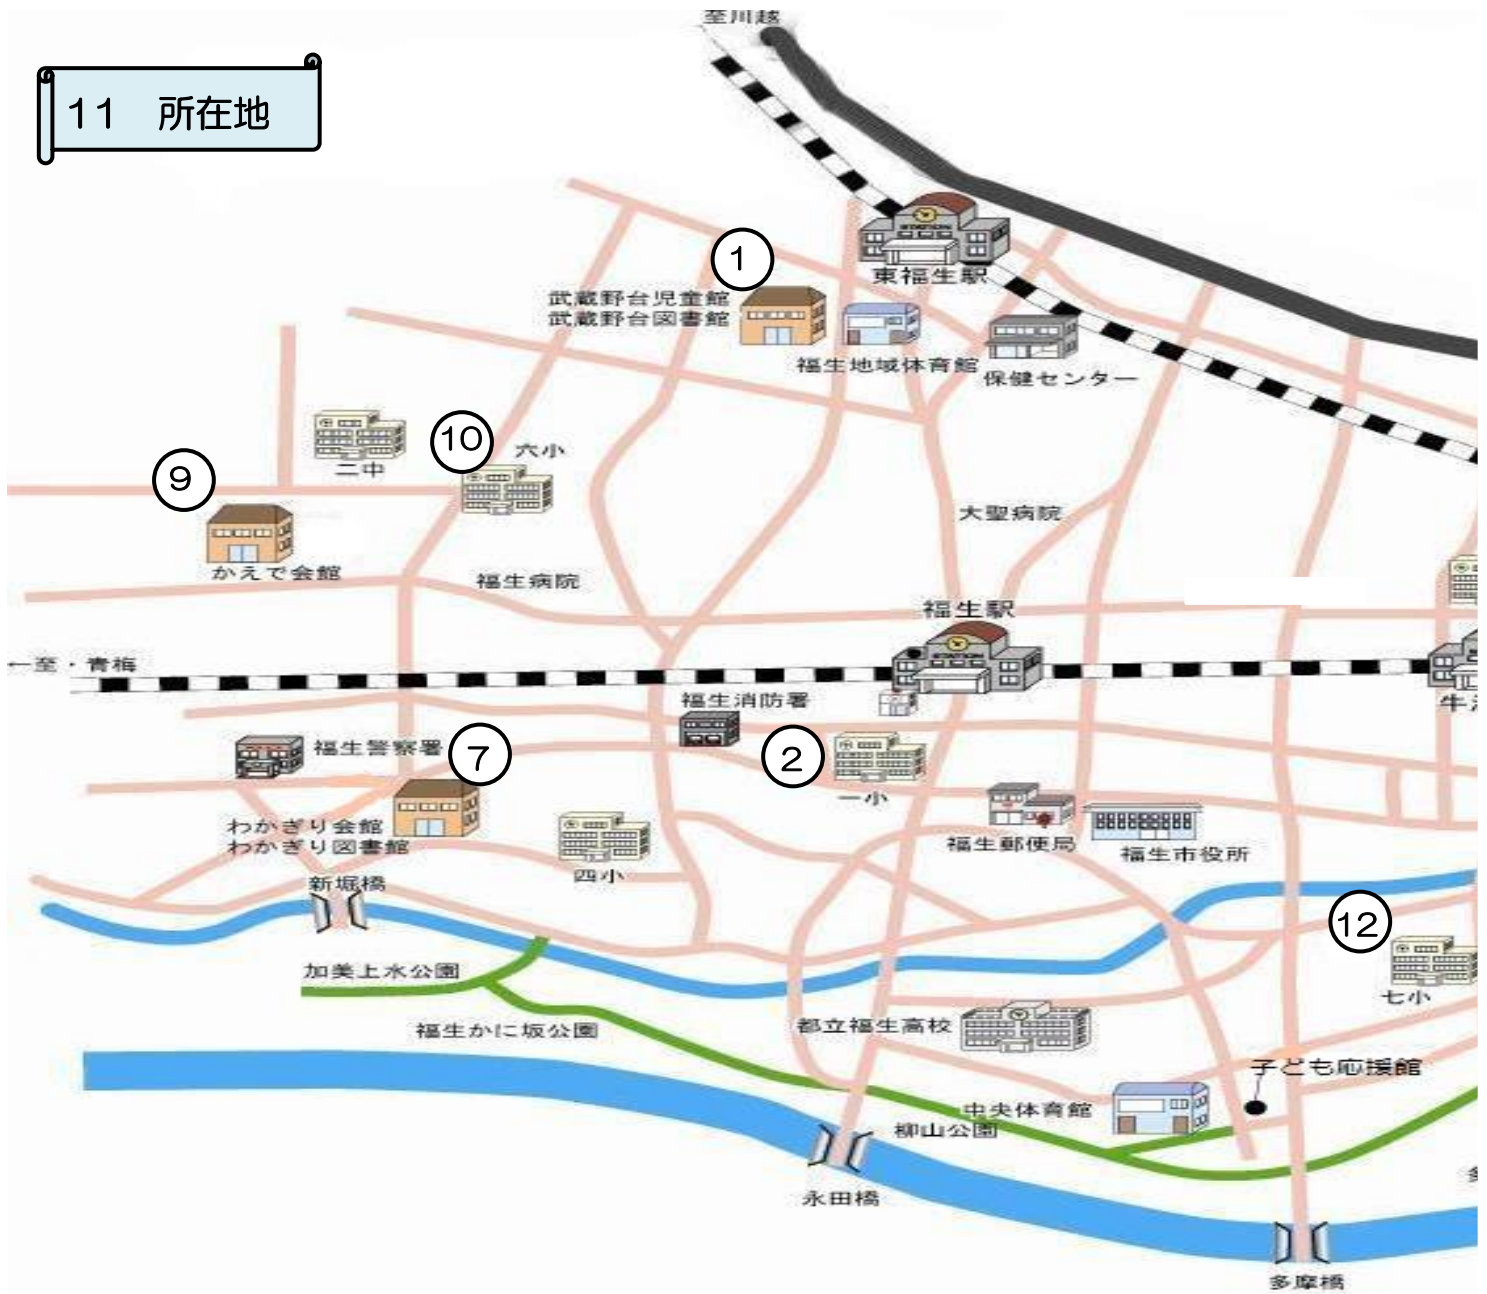 至川越
11 所在地
東福生駅
①
武蔵野台児童館
武蔵野台図書館
福生地域体育館
保健センター
⑩
六小
二中
⑨
大聖病院
かえで会館
福生病院
福生駅
←至・青梅
福生消防署
福生警察署
⑦
②
一小
わかぎり会館
わかぎり図書館
四小
福生郵便局
福生市役所
新堀橋
⑫
加美上水公園
七小
福生かに坂公園
都立福生高校
子ども応援館
中央体育館
柳山公園
永田橋
多摩橋